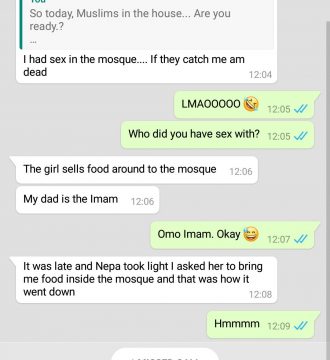 You
So today, Muslims in the house... Are you
ready.?
...
I had sex in the mosque.... If they catch me am
dead
12:04
LMAOOOOO 🤣
12:05
Who did you have sex with?
12:05
The girl sells food around to the mosque
12:06
My dad is the Imam
12:06
Omo Imam. Okay 😅
12:07
It was late and Nepa took light I asked her to bring
me food inside the mosque and that was how it
went down
12:08
Hmmmm
12:09